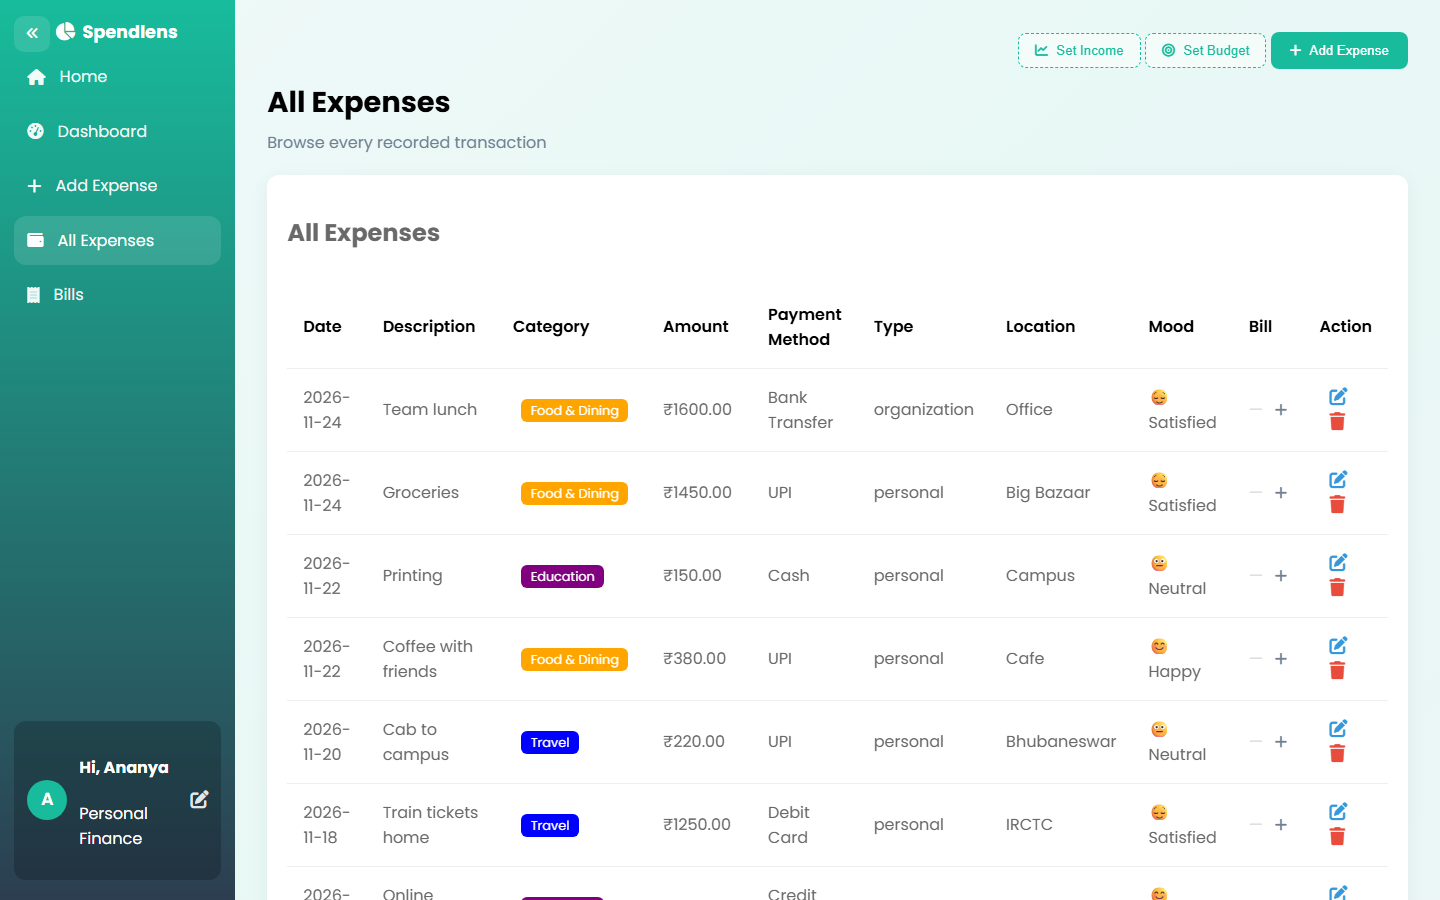 Spendlens
Home
Dashboard
Add Expense
All Expenses
Bills
Hi, Ananya
A
Personal
Finance
Set Income
Set Budget
Add Expense
All Expenses
Browse every recorded transaction
All Expenses
Date Description Category Amount Payment Method Type Location Mood Bill Action
2026-11-24 Team lunch Food & Dining ₹1600.00 Bank Transfer organization Office Satisfied
2026-11-24 Groceries Food & Dining ₹1450.00 UPI personal Big Bazaar Satisfied
2026-11-22 Printing Education ₹150.00 Cash personal Campus Neutral
2026-11-22 Coffee with friends Food & Dining ₹380.00 UPI personal Cafe Happy
2026-11-20 Cab to campus Travel ₹220.00 UPI personal Bhubaneswar Neutral
2026-11-18 Train tickets home Travel ₹1250.00 Debit Card personal IRCTC Satisfied
2026- Online Credit